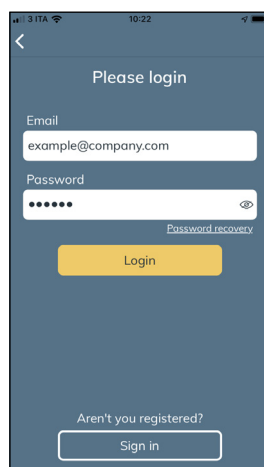 3 ITA 10:22
Please login
Email
example@company.com
Password
••••••
Password recovery
Login
Aren't you registered?
Sign in